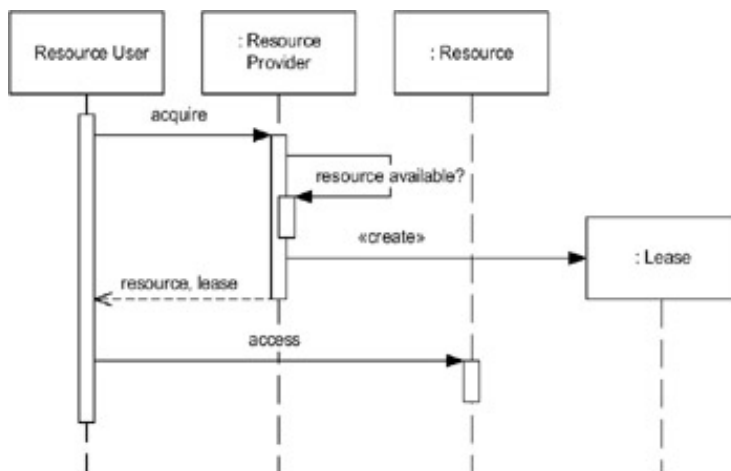 Resource User
: Resource
Provider
: Resource
acquire
resource available?
«create»
: Lease
resource, lease
access